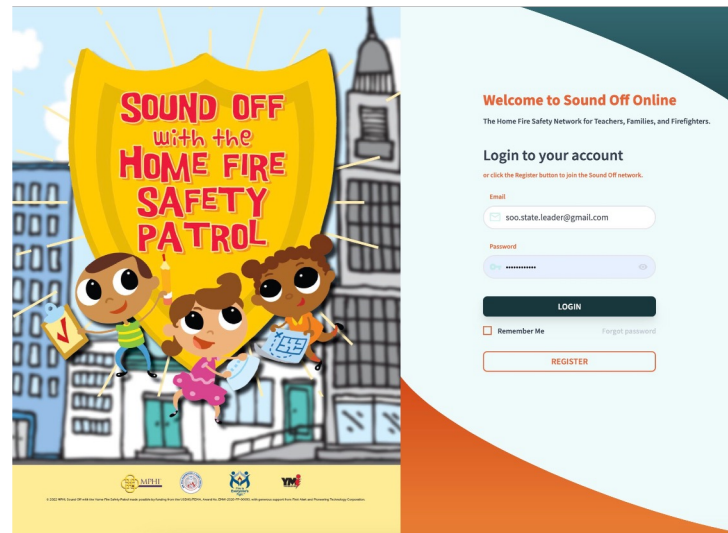 SOUND OFF
with the
HOME FIRE
SAFETY
PATROL
MPHI
YMI
Welcome to Sound Off Online
The Home Fire Safety Network for Teachers, Families, and Firefighters.
Login to your account
or click the Register button to join the Sound Off network.
Email
soo.state.leader@gmail.com
Password
LOGIN
Remember Me
Forgot password
REGISTER